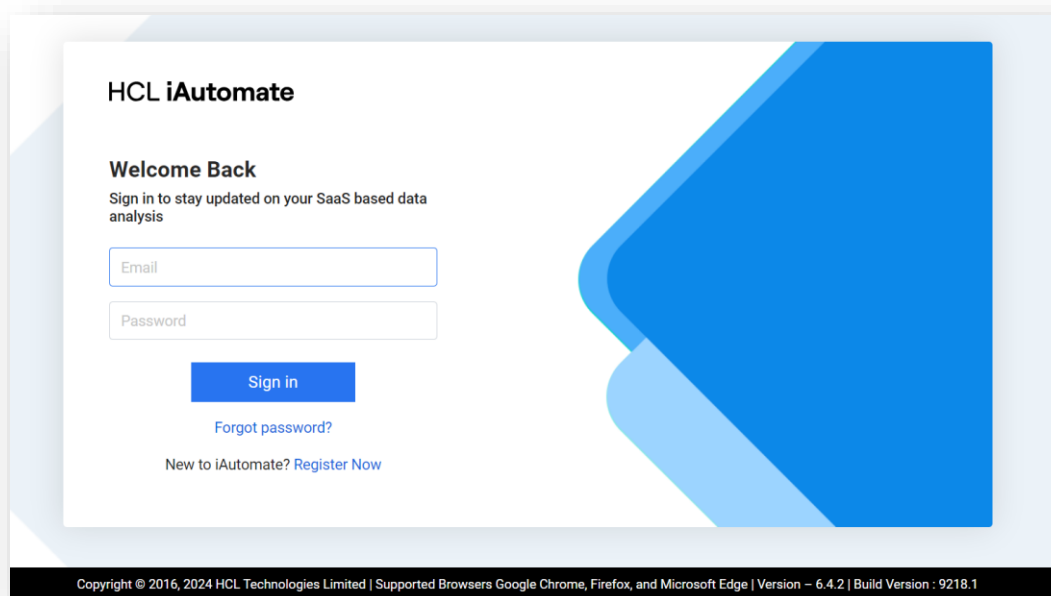 HCL iAutomate
Welcome Back
Sign in to stay updated on your SaaS based data
analysis
Email
Password
Sign in
Forgot password?
New to iAutomate? Register Now
Copyright © 2016, 2024 HCL Technologies Limited | Supported Browsers Google Chrome, Firefox, and Microsoft Edge | Version – 6.4.2 | Build Version : 9218.1